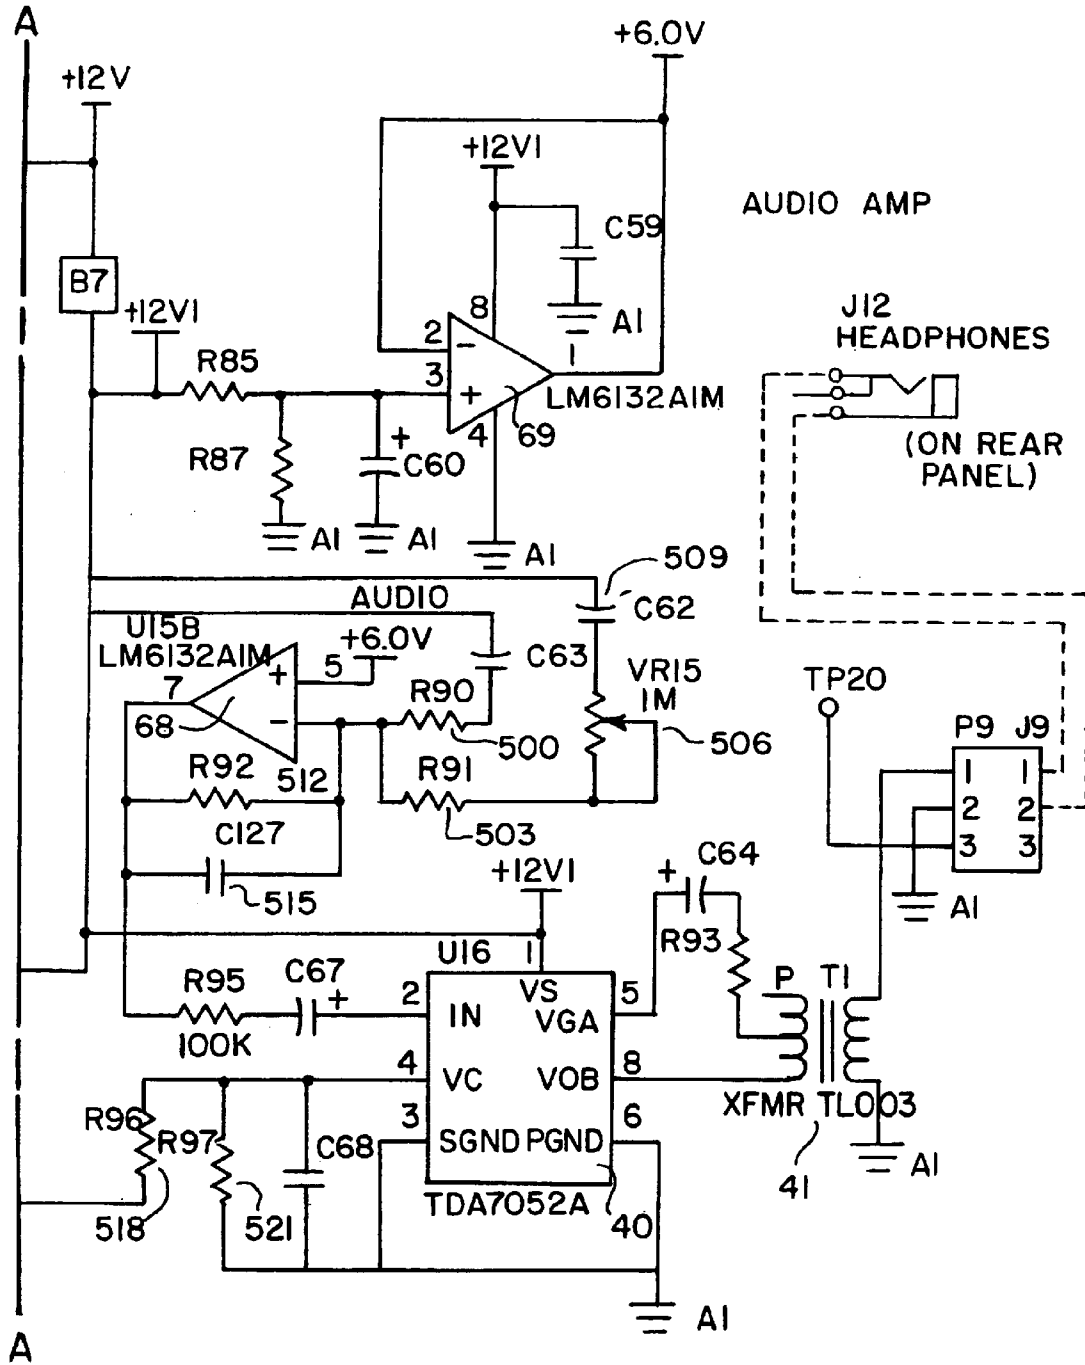 A
+12V
+6.0V
+12V1
C59
AUDIO AMP
B7
+12V1
8
A1
J12
HEADPHONES
2
−
1
R85
3
+
LM6132A1M
4
69
R87
+
C60
(ON REAR
PANEL)
A1
A1
A1
509
AUDIO
C62
U15B
+6.0V
LM6132A1M
5
C63
VR15
1M
TP20
7
+
R90
68
−
500
506
P9 J9
R92
512
R91
1 1
2 2
C127
503
3 3
+12V1
C64
+
515
A1
U16
1
R93
C67
R95
+
2
VS
5
P T1
IN
VGA
100K
4
VC
VOB
8
R96
3
6
XFMR TL003
R97
C68
SGND
PGND
A1
TDA7052A
41
518
521
40
A1
A